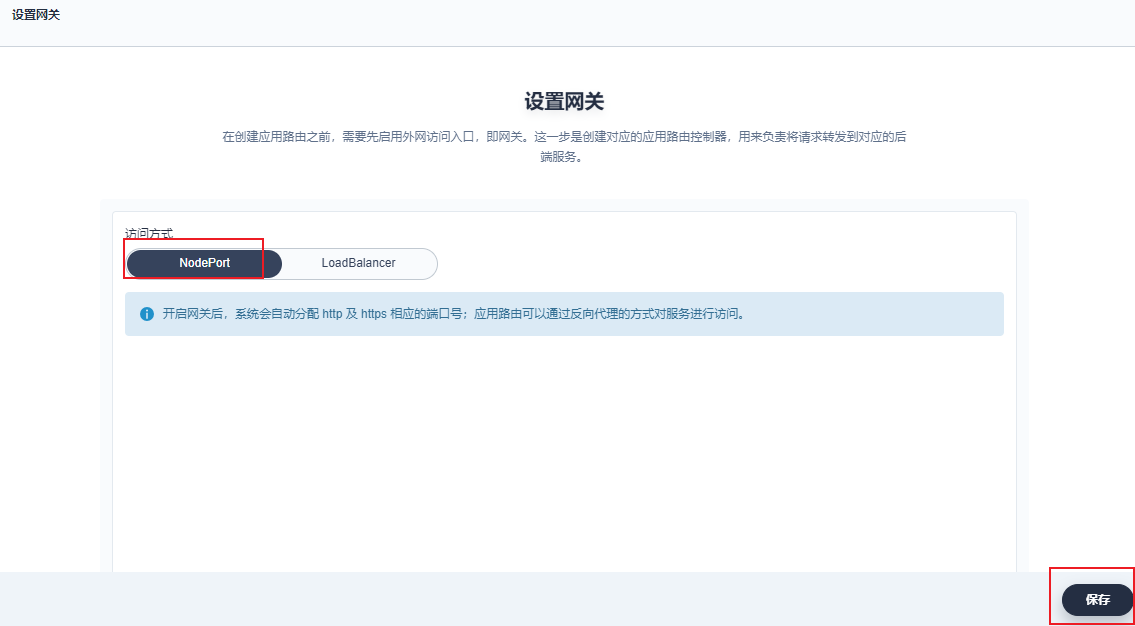 设置网关
设置网关
在创建应用路由之前，需要先启用外网访问入口，即网关。这一步是创建对应的应用路由控制器，用来负责将请求转发到对应的后
端服务。
访问方式
NodePort
LoadBalancer
开启网关后，系统会自动分配 http 及 https 相应的端口号；应用路由可以通过反向代理的方式对服务进行访问。
保存